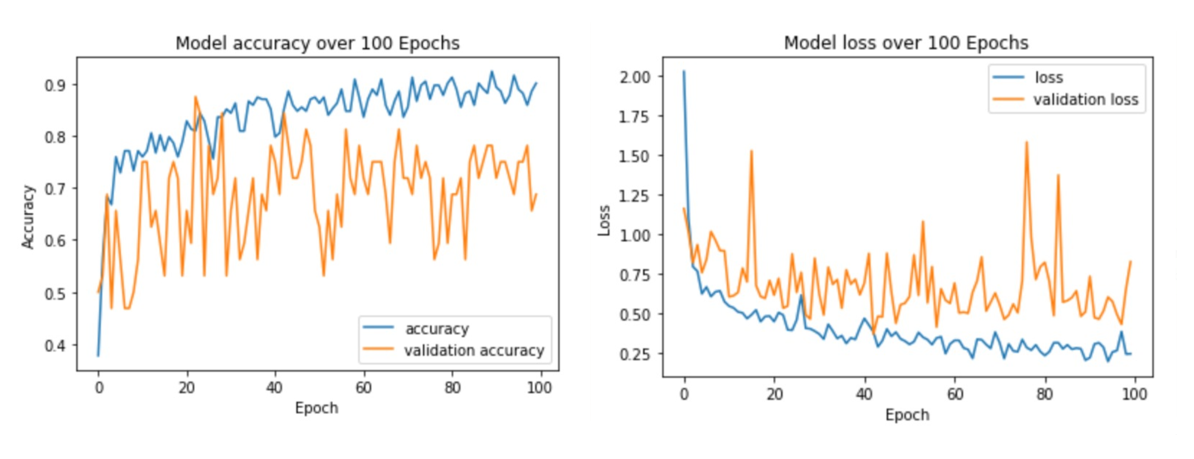 Model accuracy over 100 Epochs
0.9
0.8
0.7
0.6
0.5
0.4
Accuracy
accuracy
validation accuracy
0 20 40 60 80 100
Epoch
Model loss over 100 Epochs
2.00
1.75
1.50
1.25
1.00
0.75
0.50
0.25
Loss
loss
validation loss
0 20 40 60 80 100
Epoch